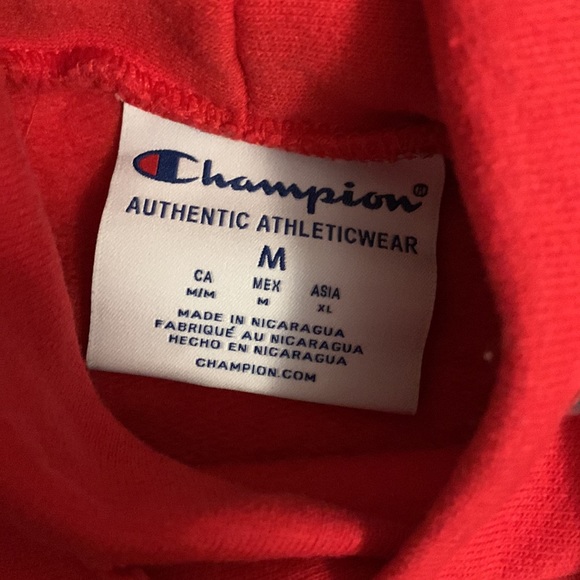 Champion®
AUTHENTIC ATHLETICWEAR
M
CA MEX ASIA
M/M M XL
MADE IN NICARAGUA
FABRIQUÉ AU NICARAGUA
HECHO EN NICARAGUA
CHAMPION.COM